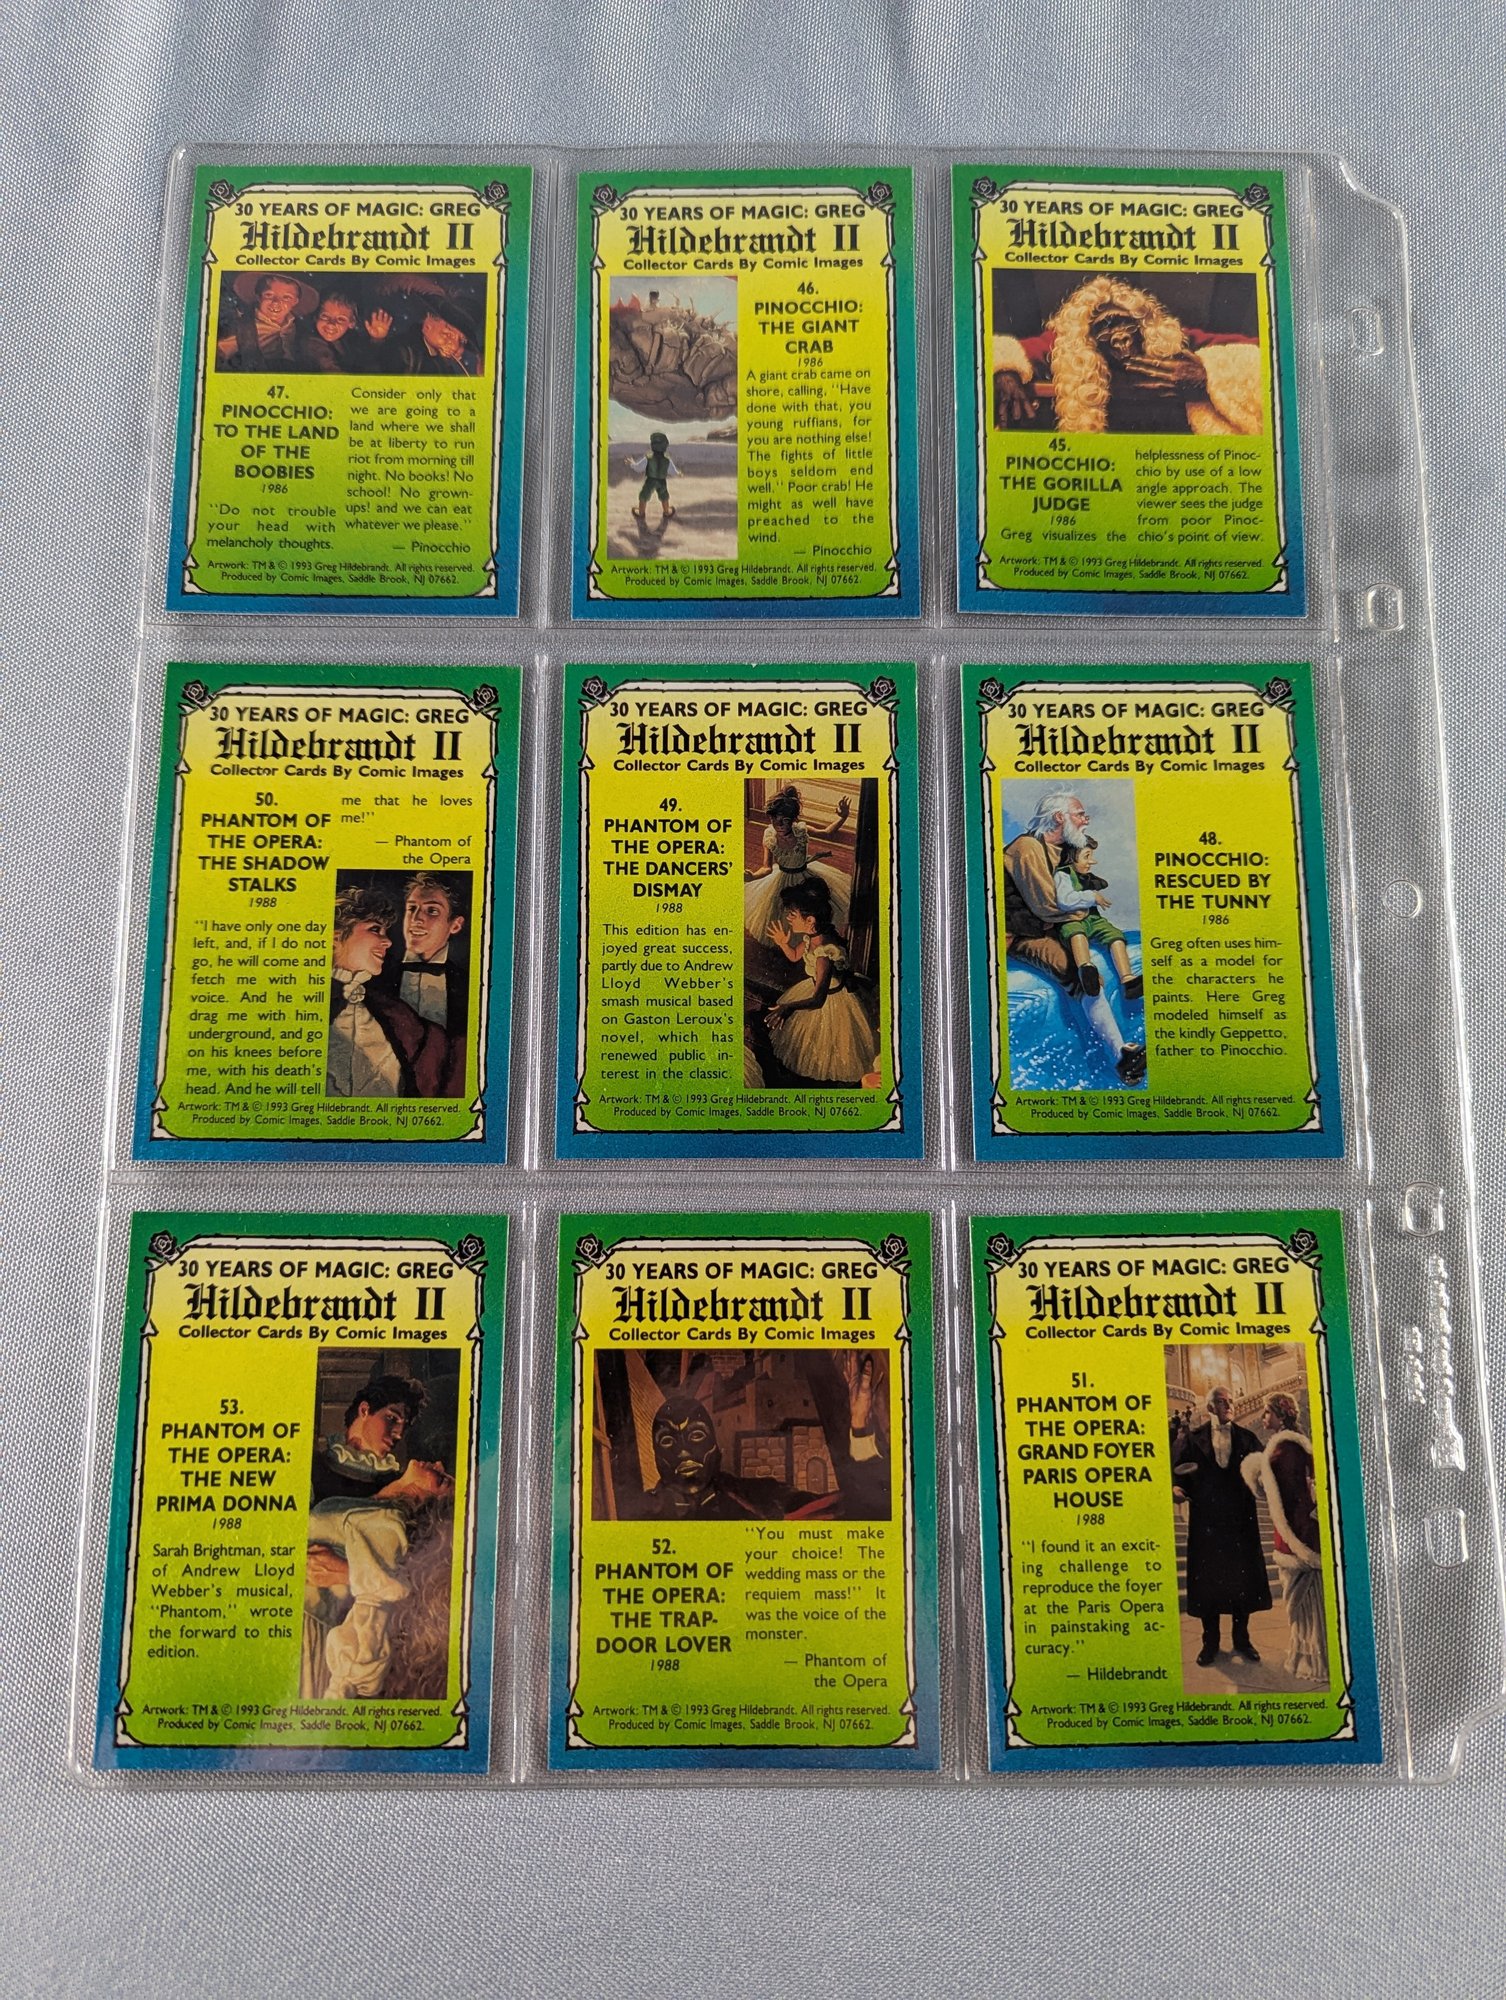 30 YEARS OF MAGIC: GREG
Hildebrandt II
Collector Cards By Comic Images
47.
PINOCCHIO:
TO THE LAND
OF THE
BOOBIES
1986
"Do not trouble
your head with
melancholy thoughts.
Consider only that
we are going to a
land where we shall
be at liberty to run
riot from morning till
night. No books! No
school! No grown-
ups! and we can eat
whatever we please."
— Pinocchio
Artwork: TM & © 1993 Greg Hildebrandt. All rights reserved.
Produced by Comic Images, Saddle Brook, NJ 07662.
30 YEARS OF MAGIC: GREG
Hildebrandt II
Collector Cards By Comic Images
46.
PINOCCHIO:
THE GIANT
CRAB
1986
A giant crab came on
shore, calling, "Have
done with that, you
young ruffians, for
you are nothing else!
The fights of little
boys seldom end
well." Poor crab! He
might as well have
preached to the
wind.
— Pinocchio
Artwork: TM & © 1993 Greg Hildebrandt. All rights reserved.
Produced by Comic Images, Saddle Brook, NJ 07662.
30 YEARS OF MAGIC: GREG
Hildebrandt II
Collector Cards By Comic Images
45.
PINOCCHIO:
THE GORILLA
JUDGE
1986
Greg visualizes the
helplessness of Pinoc-
chio by use of a low
angle approach. The
viewer sees the judge
from poor Pinoc-
chio's point of view.
Artwork: TM & © 1993 Greg Hildebrandt. All rights reserved.
Produced by Comic Images, Saddle Brook, NJ 07662.
30 YEARS OF MAGIC: GREG
Hildebrandt II
Collector Cards By Comic Images
50.
PHANTOM OF
THE OPERA:
THE SHADOW
STALKS
1988
"I have only one day
left, and, if I do not
go, he will come and
fetch me with his
voice. And he will
drag me with him,
underground, and go
on his knees before
me, with his death's
head. And he will tell
me that he loves
me!"
— Phantom of
the Opera
Artwork: TM & © 1993 Greg Hildebrandt. All rights reserved.
Produced by Comic Images, Saddle Brook, NJ 07662.
30 YEARS OF MAGIC: GREG
Hildebrandt II
Collector Cards By Comic Images
49.
PHANTOM OF
THE OPERA:
THE DANCERS'
DISMAY
1988
This edition has en-
joyed great success,
partly due to Andrew
Lloyd Webber's
smash musical based
on Gaston Leroux's
novel, which has
renewed public in-
terest in the classic.
Artwork: TM & © 1993 Greg Hildebrandt. All rights reserved.
Produced by Comic Images, Saddle Brook, NJ 07662.
30 YEARS OF MAGIC: GREG
Hildebrandt II
Collector Cards By Comic Images
48.
PINOCCHIO:
RESCUED BY
THE TUNNY
1986
Greg often uses him-
self as a model for
the characters he
paints. Here Greg
modeled himself as
the kindly Geppetto,
father to Pinocchio.
Artwork: TM & © 1993 Greg Hildebrandt. All rights reserved.
Produced by Comic Images, Saddle Brook, NJ 07662.
30 YEARS OF MAGIC: GREG
Hildebrandt II
Collector Cards By Comic Images
53.
PHANTOM OF
THE OPERA:
THE NEW
PRIMA DONNA
1988
Sarah Brightman, star
of Andrew Lloyd
Webber's musical,
"Phantom," wrote
the forward to this
edition.
Artwork: TM & © 1993 Greg Hildebrandt. All rights reserved.
Produced by Comic Images, Saddle Brook, NJ 07662.
30 YEARS OF MAGIC: GREG
Hildebrandt II
Collector Cards By Comic Images
52.
PHANTOM OF
THE OPERA:
THE TRAP-
DOOR LOVER
1988
"You must make
your choice! The
wedding mass or the
requiem mass!" It
was the voice of the
monster.
— Phantom of
the Opera
Artwork: TM & © 1993 Greg Hildebrandt. All rights reserved.
Produced by Comic Images, Saddle Brook, NJ 07662.
30 YEARS OF MAGIC: GREG
Hildebrandt II
Collector Cards By Comic Images
51.
PHANTOM OF
THE OPERA:
GRAND FOYER
PARIS OPERA
HOUSE
1988
"I found it an excit-
ing challenge to
reproduce the foyer
at the Paris Opera
in painstaking ac-
curacy."
— Hildebrandt
Artwork: TM & © 1993 Greg Hildebrandt. All rights reserved.
Produced by Comic Images, Saddle Brook, NJ 07662.